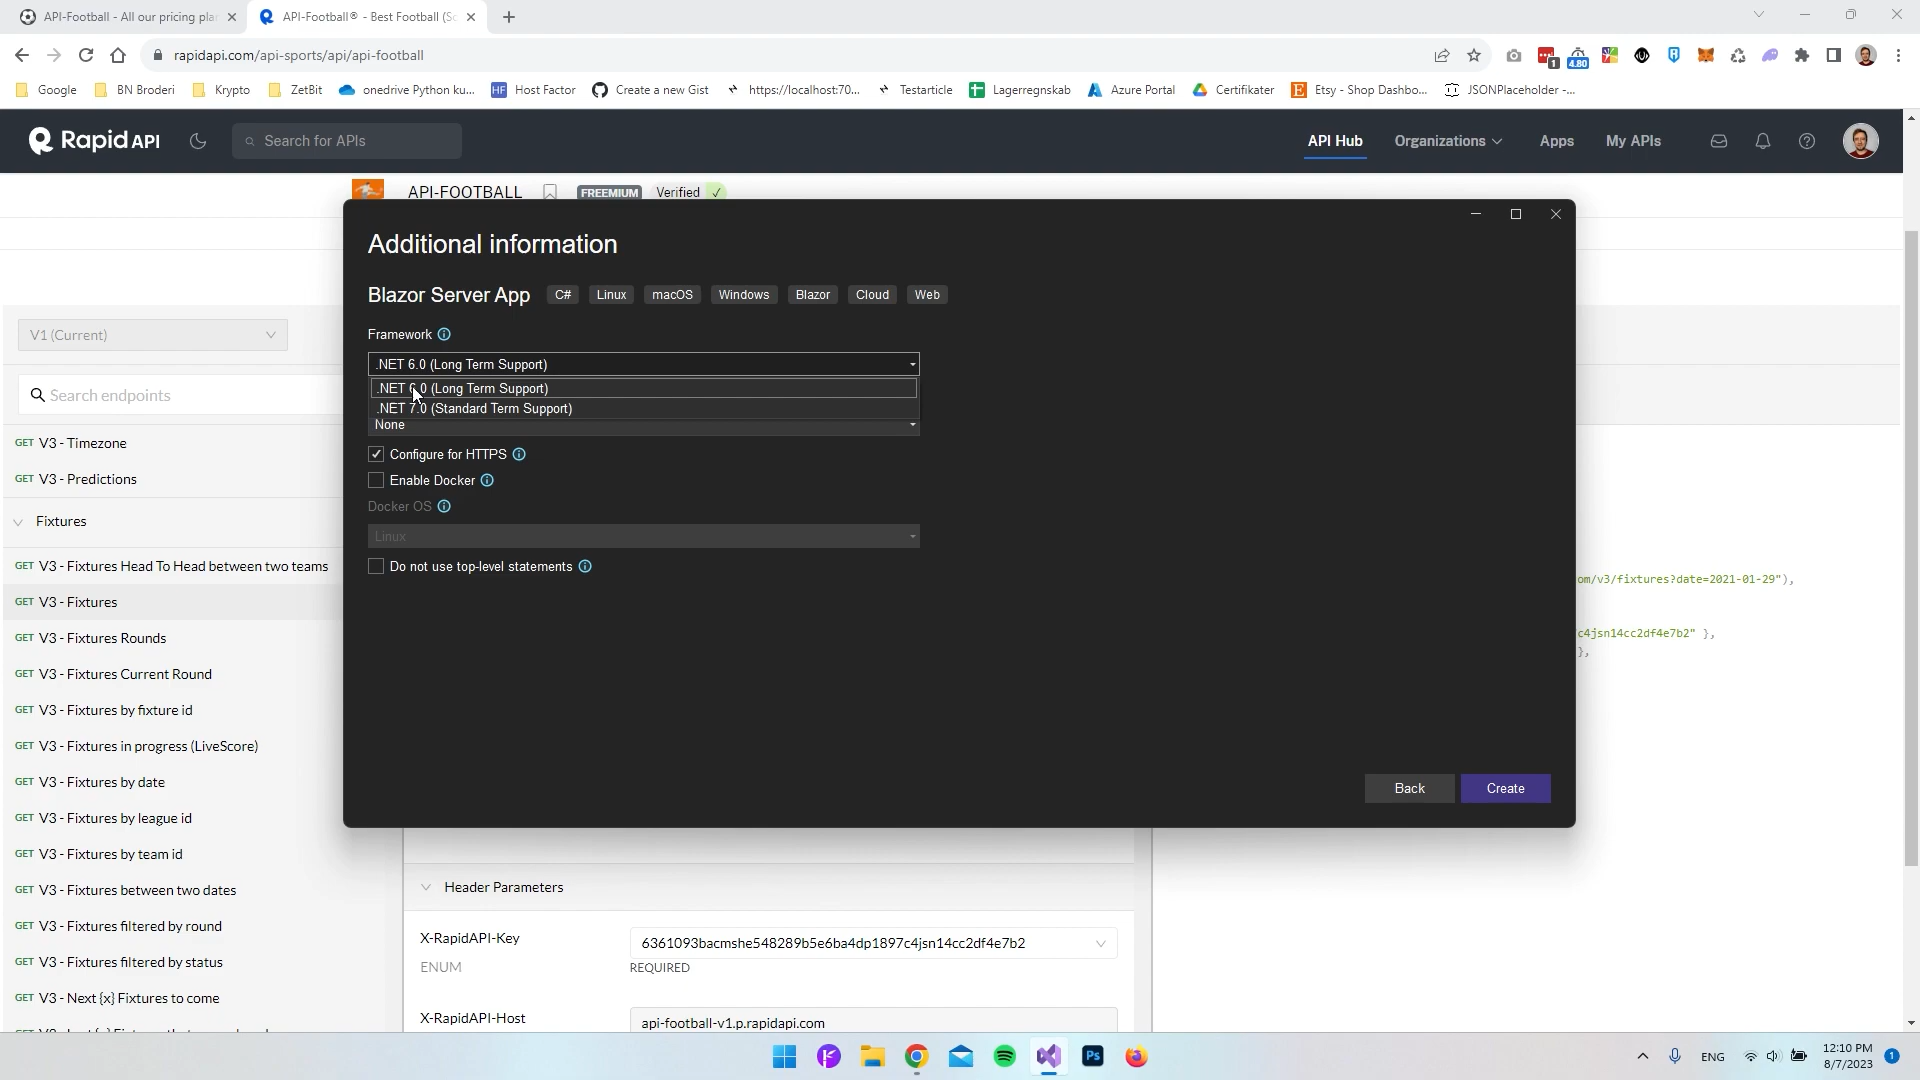 API-Football - All our pricing plan
API-Football® - Best Football (So
rapidapi.com/api-sports/api/api-football
1
4.80
Google
BN Broderi
Krypto
ZetBit
onedrive Python ku...
HF Host Factor
Create a new Gist
https://localhost:70...
Testarticle
Lagerregnskab
Azure Portal
Certifikater
E Etsy - Shop Dashbo...
JSONPlaceholder -...
Rapid API
Search for APIs
API Hub
Organizations
Apps
My APIs
API-FOOTBALL
FREEMIUM
Verified ✓
Additional information
Blazor Server App
C#
Linux
macOS
Windows
Blazor
Cloud
Web
Framework
.NET 6.0 (Long Term Support)
.NET 6.0 (Long Term Support)
.NET 7.0 (Standard Term Support)
None
Configure for HTTPS
Enable Docker
Docker OS
Linux
Do not use top-level statements
Back
Create
V1 (Current)
Search endpoints
GET V3 - Timezone
GET V3 - Predictions
Fixtures
GET V3 - Fixtures Head To Head between two teams
GET V3 - Fixtures
GET V3 - Fixtures Rounds
GET V3 - Fixtures Current Round
GET V3 - Fixtures by fixture id
GET V3 - Fixtures in progress (LiveScore)
GET V3 - Fixtures by date
GET V3 - Fixtures by league id
GET V3 - Fixtures by team id
GET V3 - Fixtures between two dates
GET V3 - Fixtures filtered by round
GET V3 - Fixtures filtered by status
GET V3 - Next {x} Fixtures to come
om/v3/fixtures?date=2021-01-29"),
c4jsn14cc2df4e7b2" },
},
Header Parameters
X-RapidAPI-Key
6361093bacmshe548289b5e6ba4dp1897c4jsn14cc2df4e7b2
ENUM
REQUIRED
X-RapidAPI-Host
api-football-v1.p.rapidapi.com
Ps
ENG
12:10 PM
8/7/2023
1